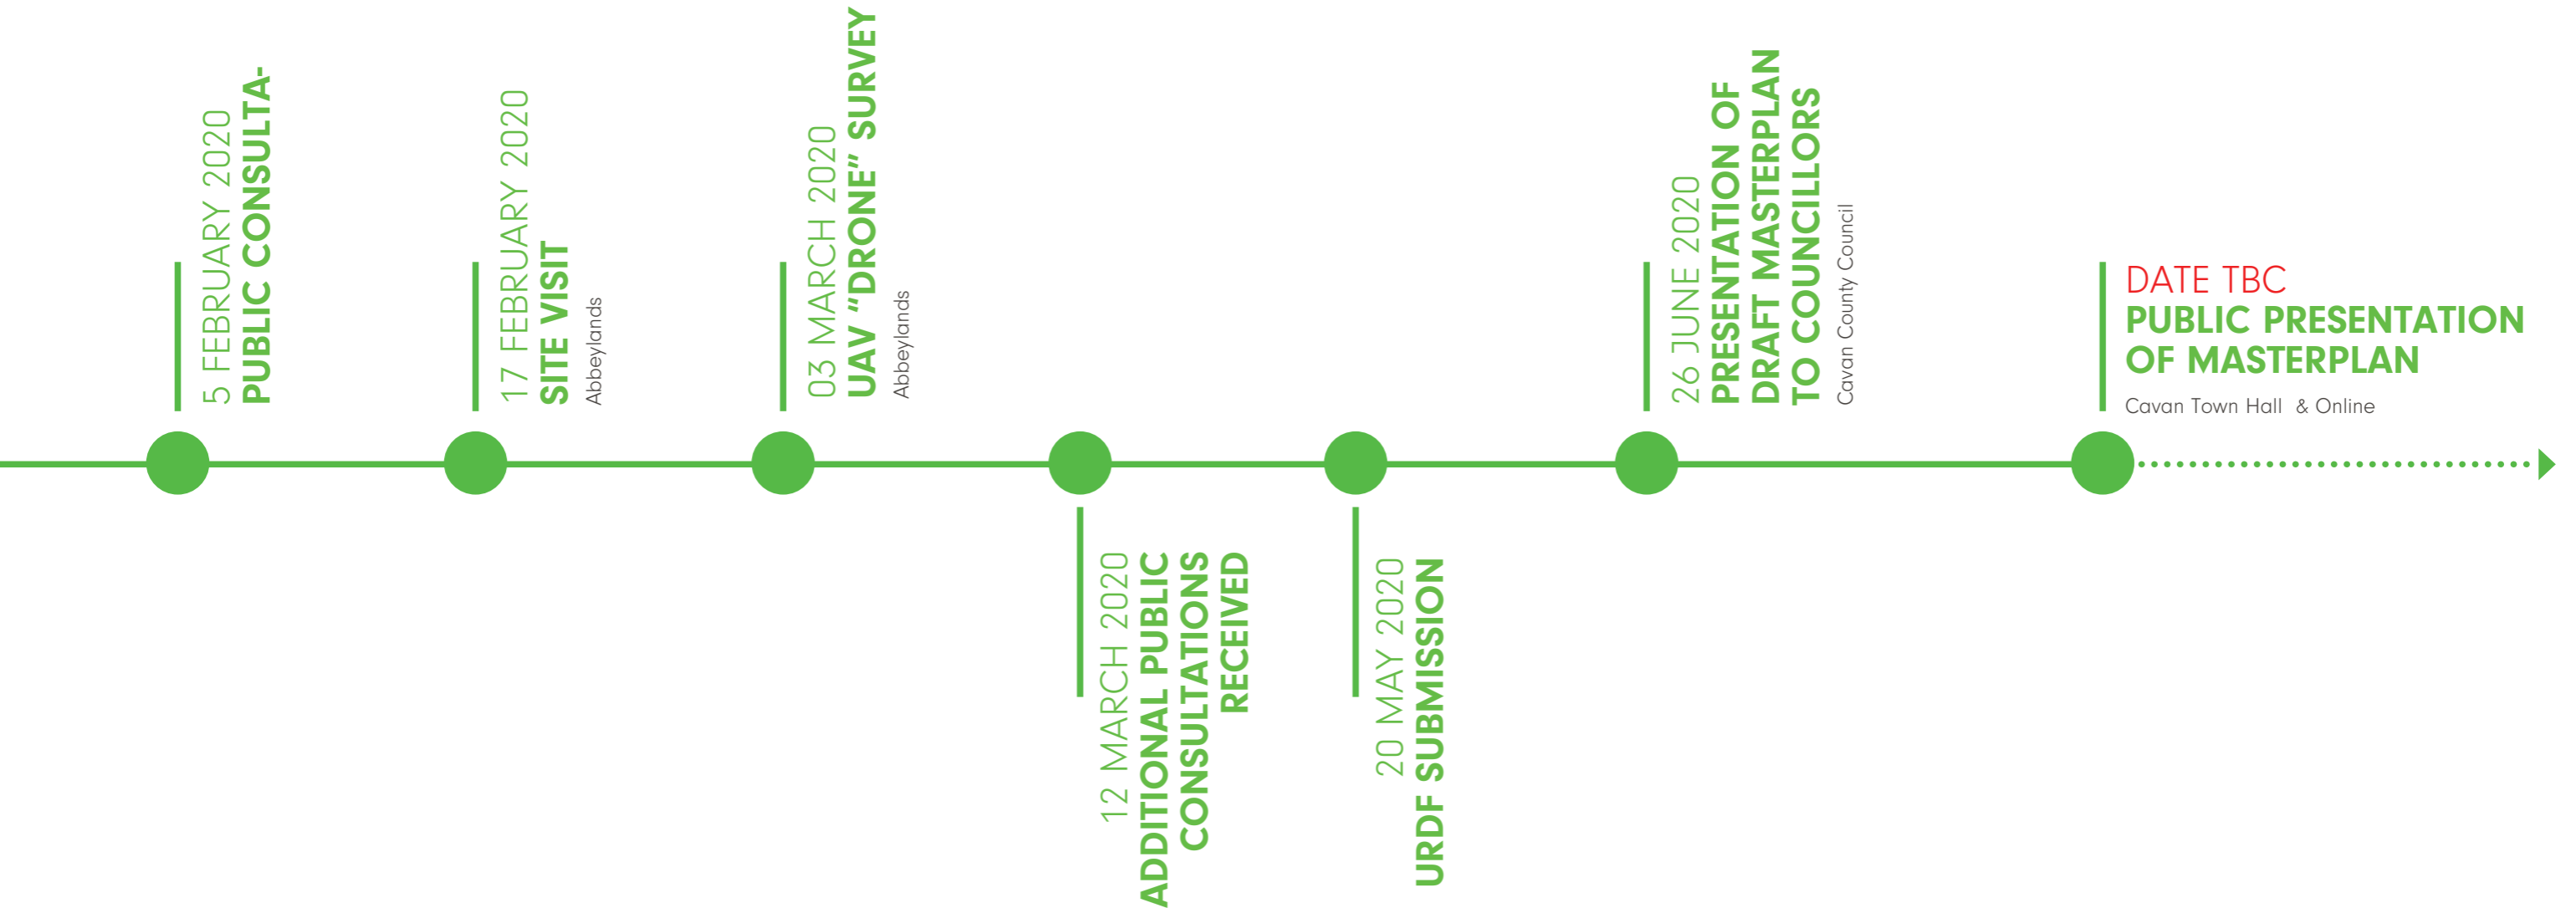 5 FEBRUARY 2020
PUBLIC CONSULTA-
17 FEBRUARY 2020
SITE VISIT
Abbeylands
03 MARCH 2020
UAV "DRONE" SURVEY
Abbeylands
12 MARCH 2020
ADDITIONAL PUBLIC
CONSULTATIONS
RECEIVED
20 MAY 2020
URDF SUBMISSION
26 JUNE 2020
PRESENTATION OF
DRAFT MASTERPLAN
TO COUNCILLORS
Cavan County Council
DATE TBC
PUBLIC PRESENTATION
OF MASTERPLAN
Cavan Town Hall & Online